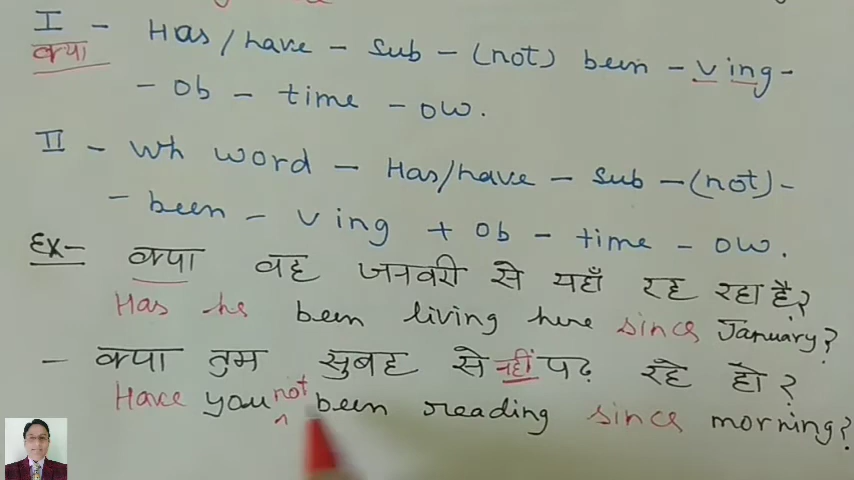 I - Has/have - sub - (not) been - ving -
क्या
- ob - time - ow.
II - Wh word - Has/have - sub - (not) -
- been - ving + ob - time - ow.
Ex- क्या वह जनवरी से यहाँ रह रहा है?
Has he been living here since January?
- क्या तुम सुबह से नहीं पढ़ रहे हो?
Have you not been reading since morning?